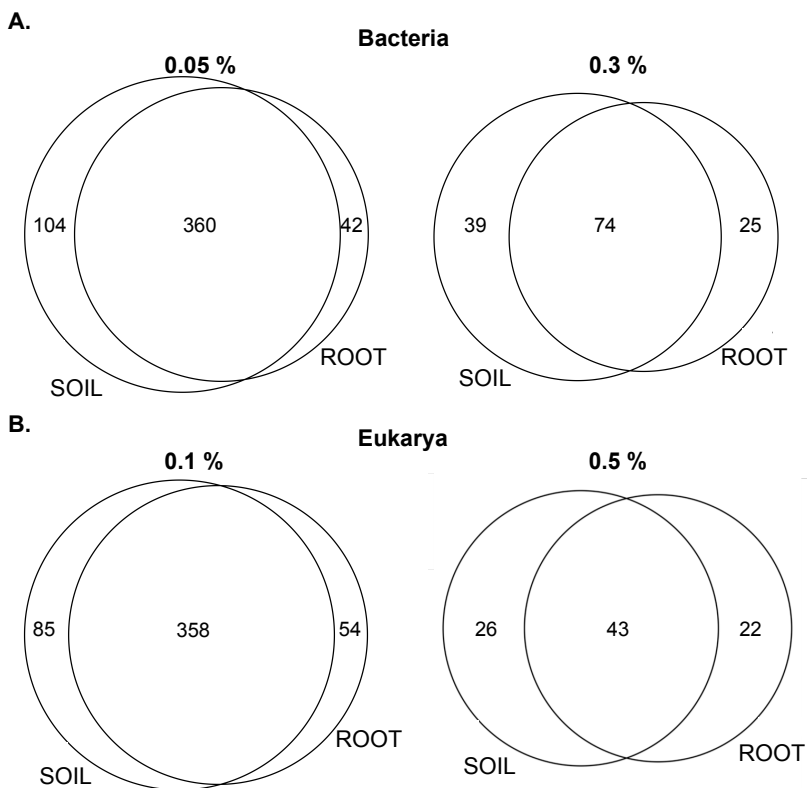 A.
Bacteria
0.05 %
0.3 %
104
360
42
39
74
25
SOIL
ROOT
SOIL
ROOT
B.
Eukarya
0.1 %
0.5 %
85
358
54
26
43
22
SOIL
ROOT
SOIL
ROOT